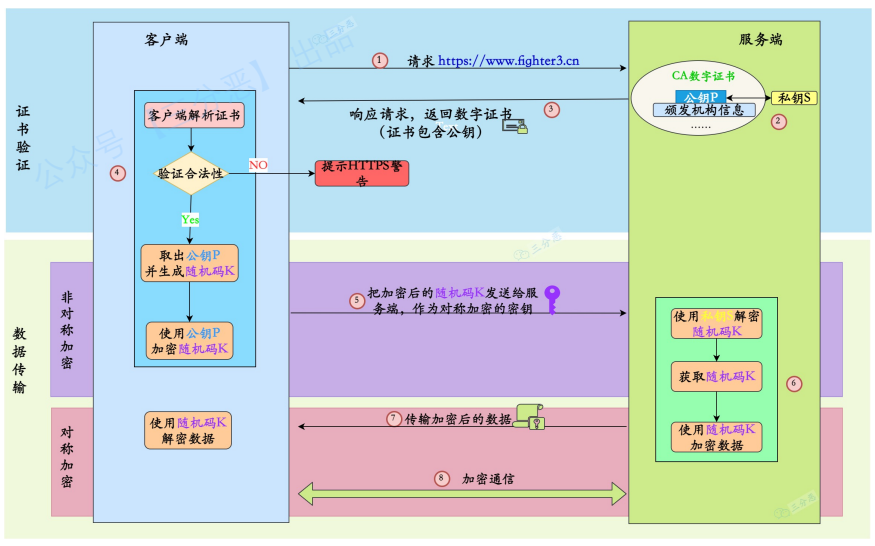 客户端
服务端
① 请求 https://www.fighter3.cn
CA数字证书
公钥P
私钥S
颁发机构信息
......
②
③
响应请求，返回数字证书
（证书包含公钥）
证书验证
客户端解析证书
④
验证合法性
NO
提示HTTPS警
告
Yes
取出公钥P
并生成随机码K
使用公钥P
加密随机码K
数据传输
非对称加密
⑤
把加密后的随机码K发送给服
务端，作为对称加密的密钥
使用私钥S解密
随机码K
获取随机码K
⑥
使用随机码K
加密数据
对称加密
使用随机码K
解密数据
⑦ 传输加密后的数据
⑧ 加密通信
公众号
三分恶
出品
三分恶
三分恶